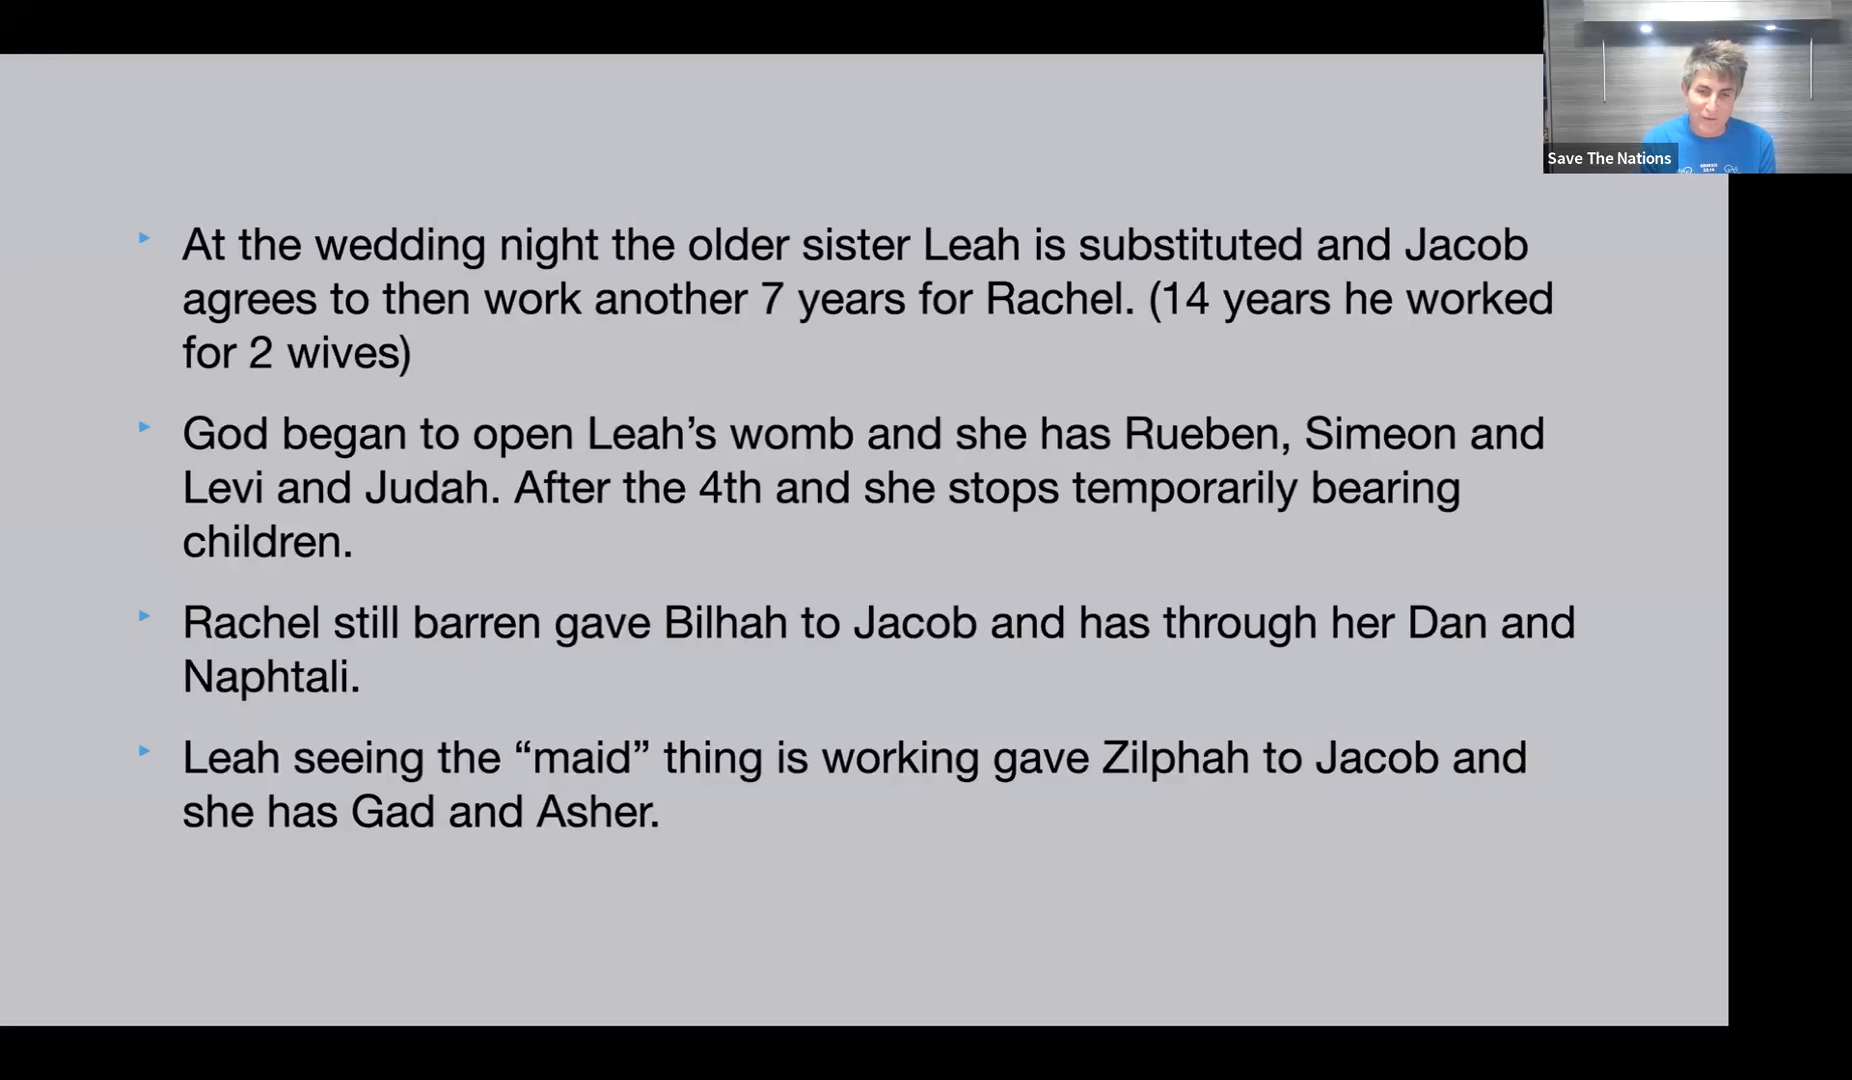 Save The Nations
At the wedding night the older sister Leah is substituted and Jacob
agrees to then work another 7 years for Rachel. (14 years he worked
for 2 wives)
God began to open Leah’s womb and she has Rueben, Simeon and
Levi and Judah. After the 4th and she stops temporarily bearing
children.
Rachel still barren gave Bilhah to Jacob and has through her Dan and
Naphtali.
Leah seeing the “maid” thing is working gave Zilphah to Jacob and
she has Gad and Asher.